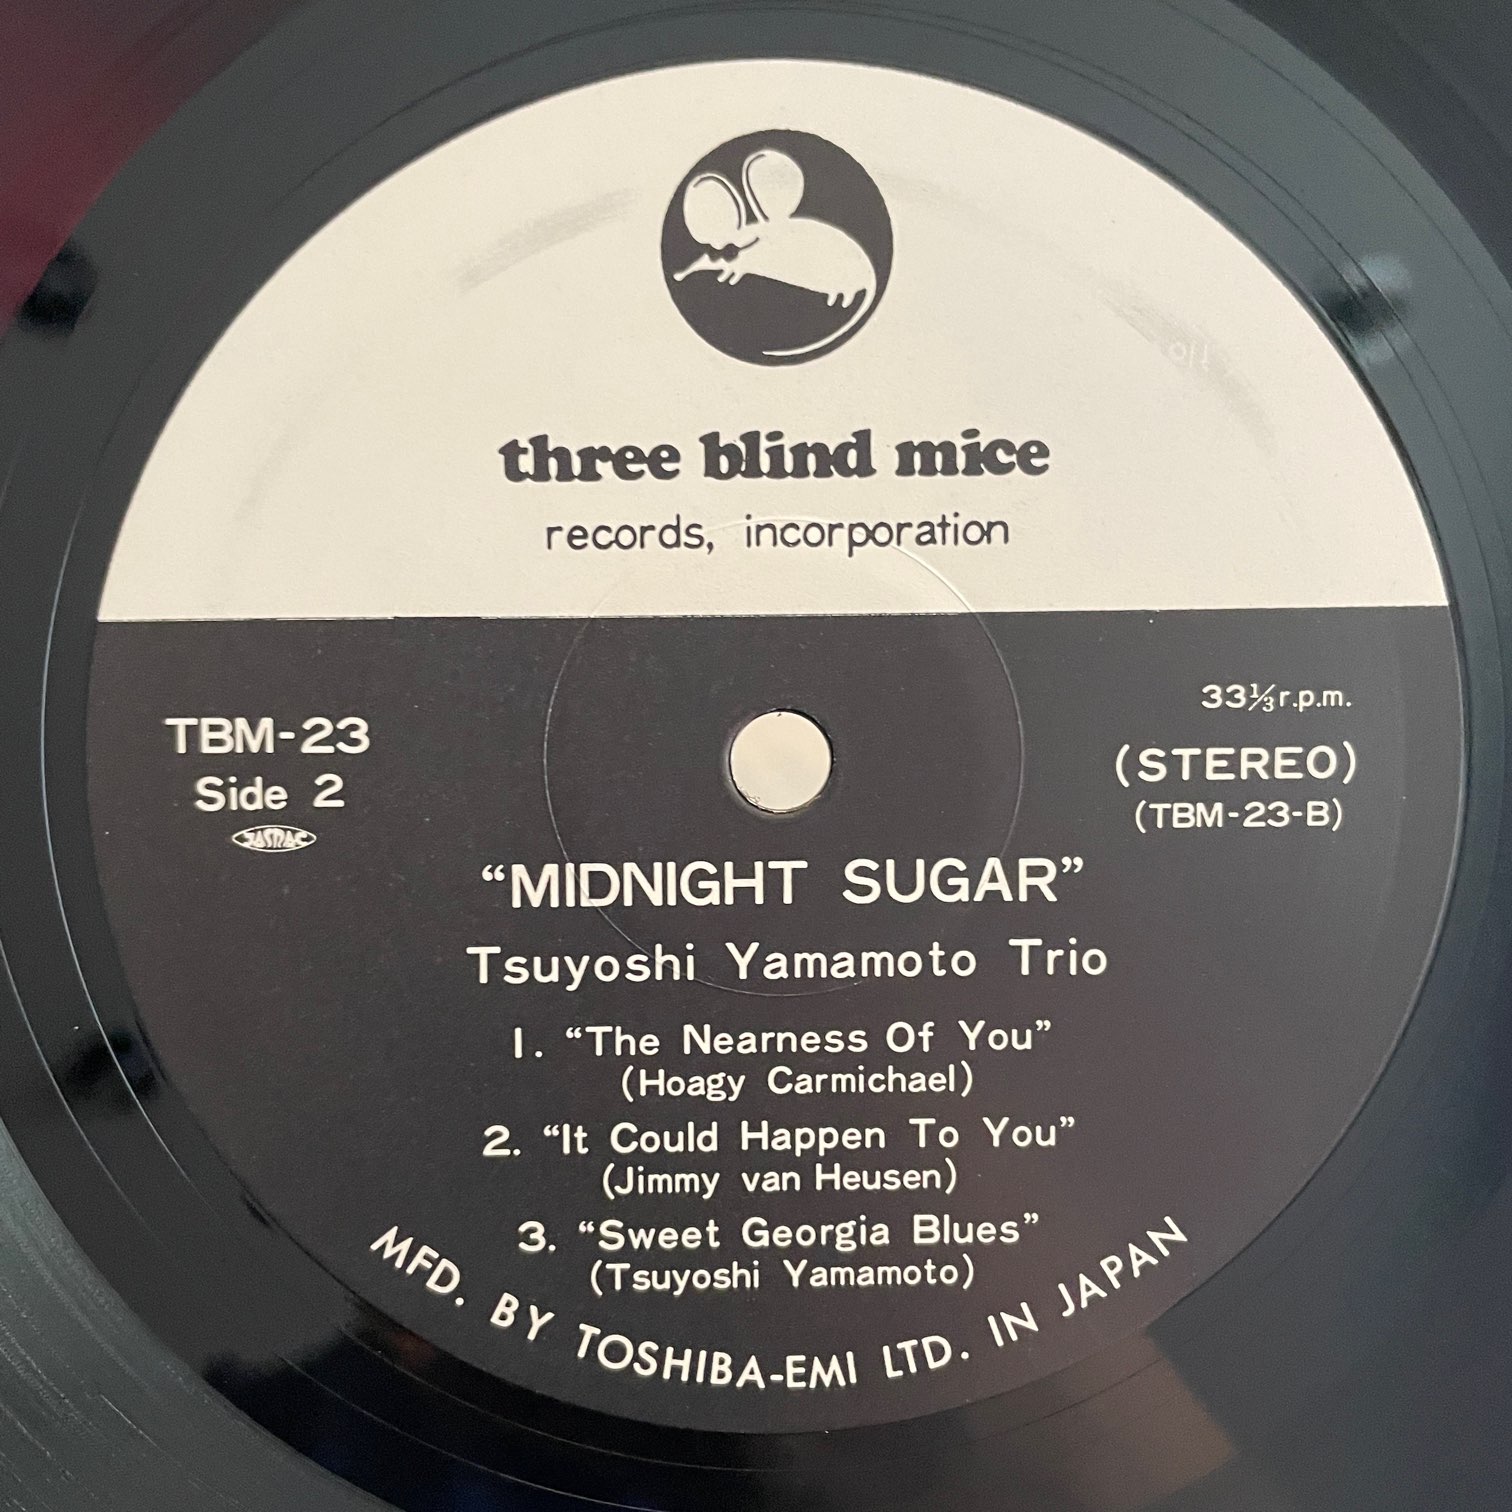 three blind mice
records, incorporation
33⅓ r.p.m.
TBM-23
(STEREO)
Side 2
(TBM-23-B)
JASRAC
“MIDNIGHT SUGAR”
Tsuyoshi Yamamoto Trio
1. “The Nearness Of You”
(Hoagy Carmichael)
2. “It Could Happen To You”
(Jimmy van Heusen)
3. “Sweet Georgia Blues”
(Tsuyoshi Yamamoto)
MFD. BY TOSHIBA-EMI LTD. IN JAPAN